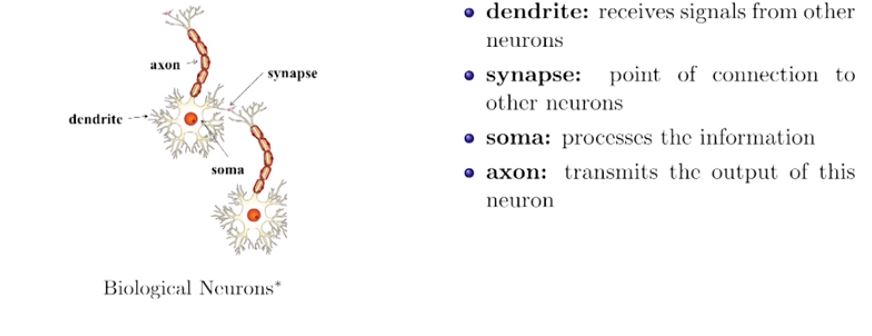 axon
synapse
dendrite
soma
Biological Neurons*
• dendrite: receives signals from other
neurons
• synapse: point of connection to
other neurons
• soma: processes the information
• axon: transmits the output of this
neuron